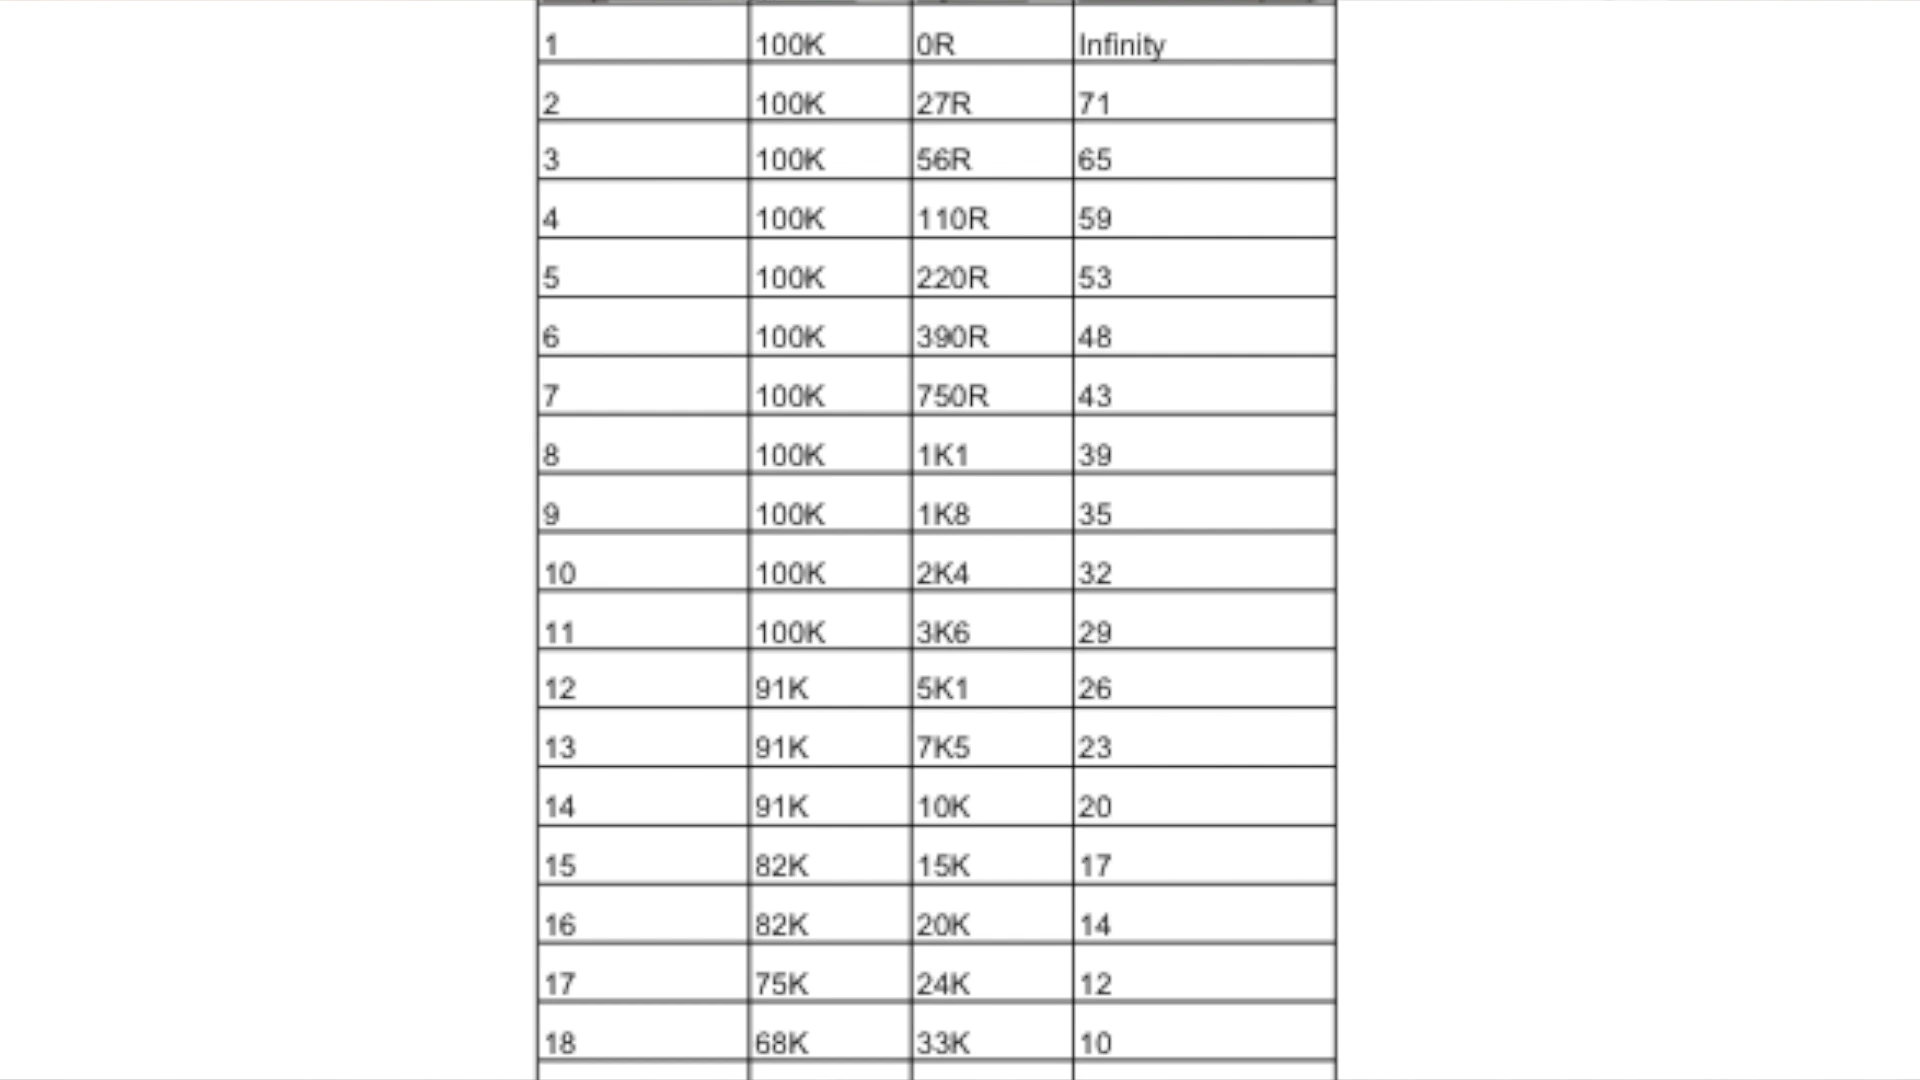 1 100K 0R Infinity
2 100K 27R 71
3 100K 56R 65
4 100K 110R 59
5 100K 220R 53
6 100K 390R 48
7 100K 750R 43
8 100K 1K1 39
9 100K 1K8 35
10 100K 2K4 32
11 100K 3K6 29
12 91K 5K1 26
13 91K 7K5 23
14 91K 10K 20
15 82K 15K 17
16 82K 20K 14
17 75K 24K 12
18 68K 33K 10